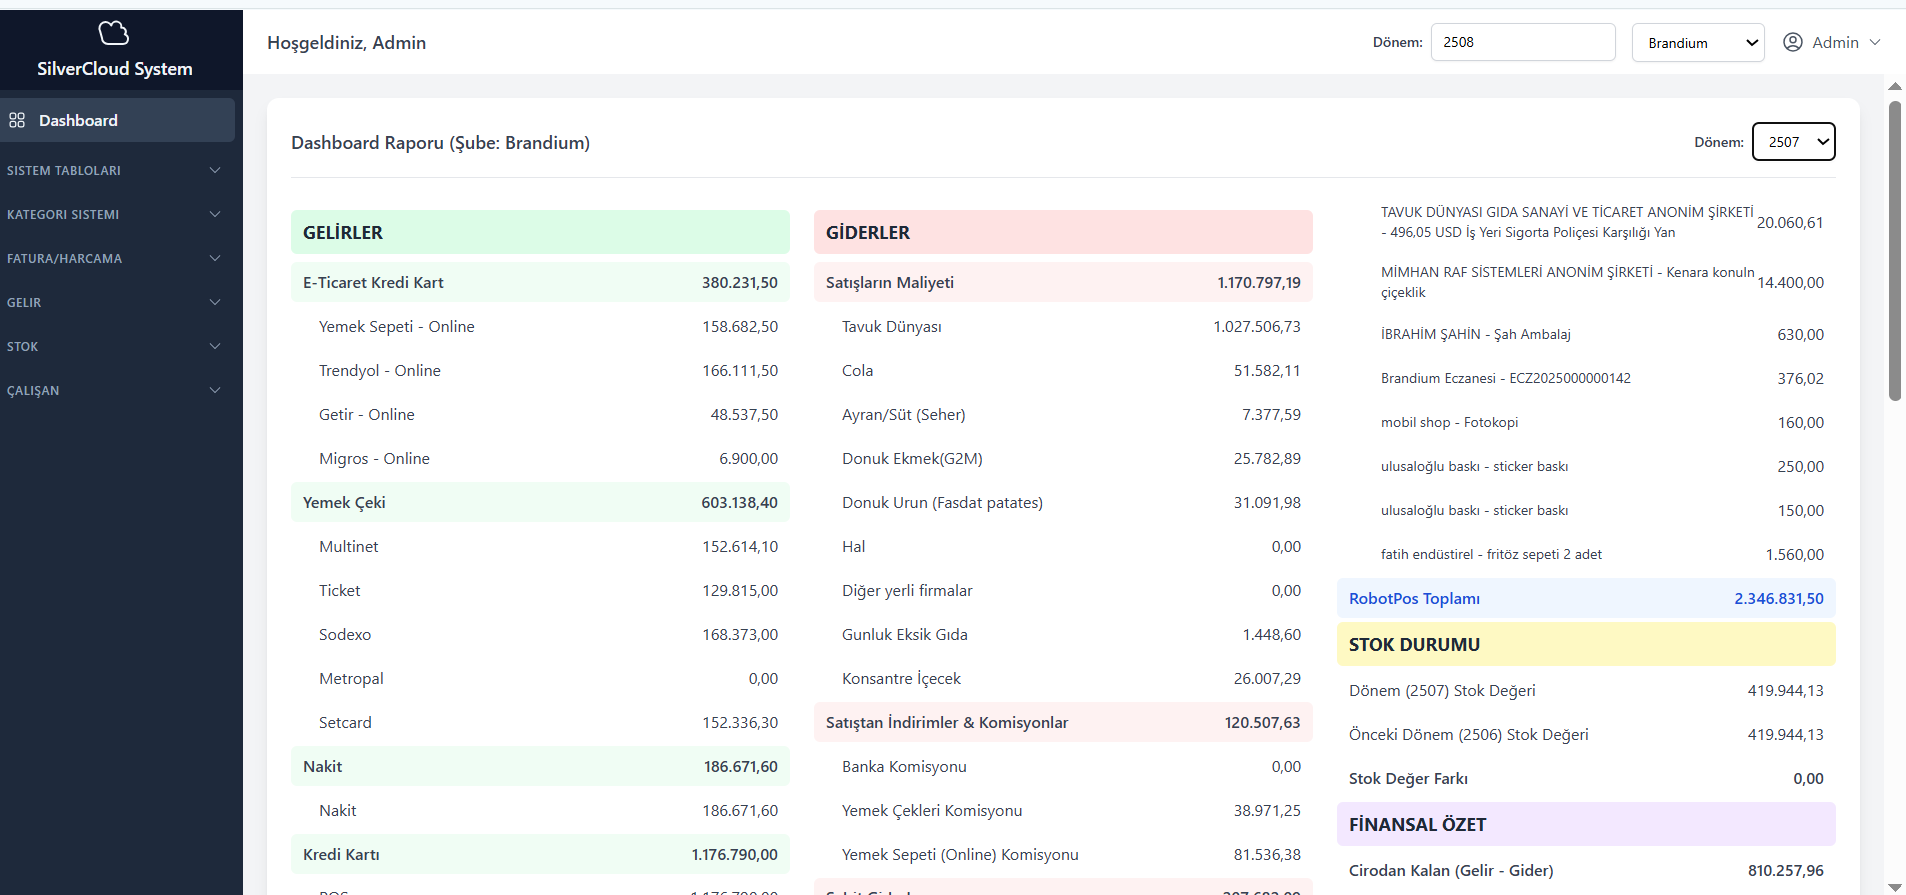 SilverCloud System
Dashboard
SISTEM TABLOLARI
KATEGORI SISTEMI
FATURA/HARCAMA
GELIR
STOK
ÇALIŞAN
Hoşgeldiniz, Admin
Dönem: 2508 Brandium Admin
Dashboard Raporu (Şube: Brandium)
Dönem: 2507
GELİRLER
E-Ticaret Kredi Kart 380.231,50
Yemek Sepeti - Online 158.682,50
Trendyol - Online 166.111,50
Getir - Online 48.537,50
Migros - Online 6.900,00
Yemek Çeki 603.138,40
Multinet 152.614,10
Ticket 129.815,00
Sodexo 168.373,00
Metropal 0,00
Setcard 152.336,30
Nakit 186.671,60
Nakit 186.671,60
Kredi Kartı 1.176.790,00
GİDERLER
Satışların Maliyeti 1.170.797,19
Tavuk Dünyası 1.027.506,73
Cola 51.582,11
Ayran/Süt (Seher) 7.377,59
Donuk Ekmek(G2M) 25.782,89
Donuk Urun (Fasdat patates) 31.091,98
Hal 0,00
Diğer yerli firmalar 0,00
Gunluk Eksik Gıda 1.448,60
Konsantre İçecek 26.007,29
Satıştan İndirimler & Komisyonlar 120.507,63
Banka Komisyonu 0,00
Yemek Çekleri Komisyonu 38.971,25
Yemek Sepeti (Online) Komisyonu 81.536,38
TAVUK DÜNYASI GIDA SANAYİ VE TİCARET ANONİM ŞİRKETİ
- 496,05 USD İş Yeri Sigorta Poliçesi Karşılığı Yan 20.060,61
MİMHAN RAF SİSTEMLERİ ANONİM ŞİRKETİ - Kenara konuln
çiçeklik 14.400,00
İBRAHİM ŞAHİN - Şah Ambalaj 630,00
Brandium Eczanesi - ECZ2025000000142 376,02
mobil shop - Fotokopi 160,00
ulusaloğlu baskı - sticker baskı 250,00
ulusaloğlu baskı - sticker baskı 150,00
fatih endüstirel - fritöz sepeti 2 adet 1.560,00
RobotPos Toplamı 2.346.831,50
STOK DURUMU
Dönem (2507) Stok Değeri 419.944,13
Önceki Dönem (2506) Stok Değeri 419.944,13
Stok Değer Farkı 0,00
FİNANSAL ÖZET
Cirodan Kalan (Gelir - Gider) 810.257,96